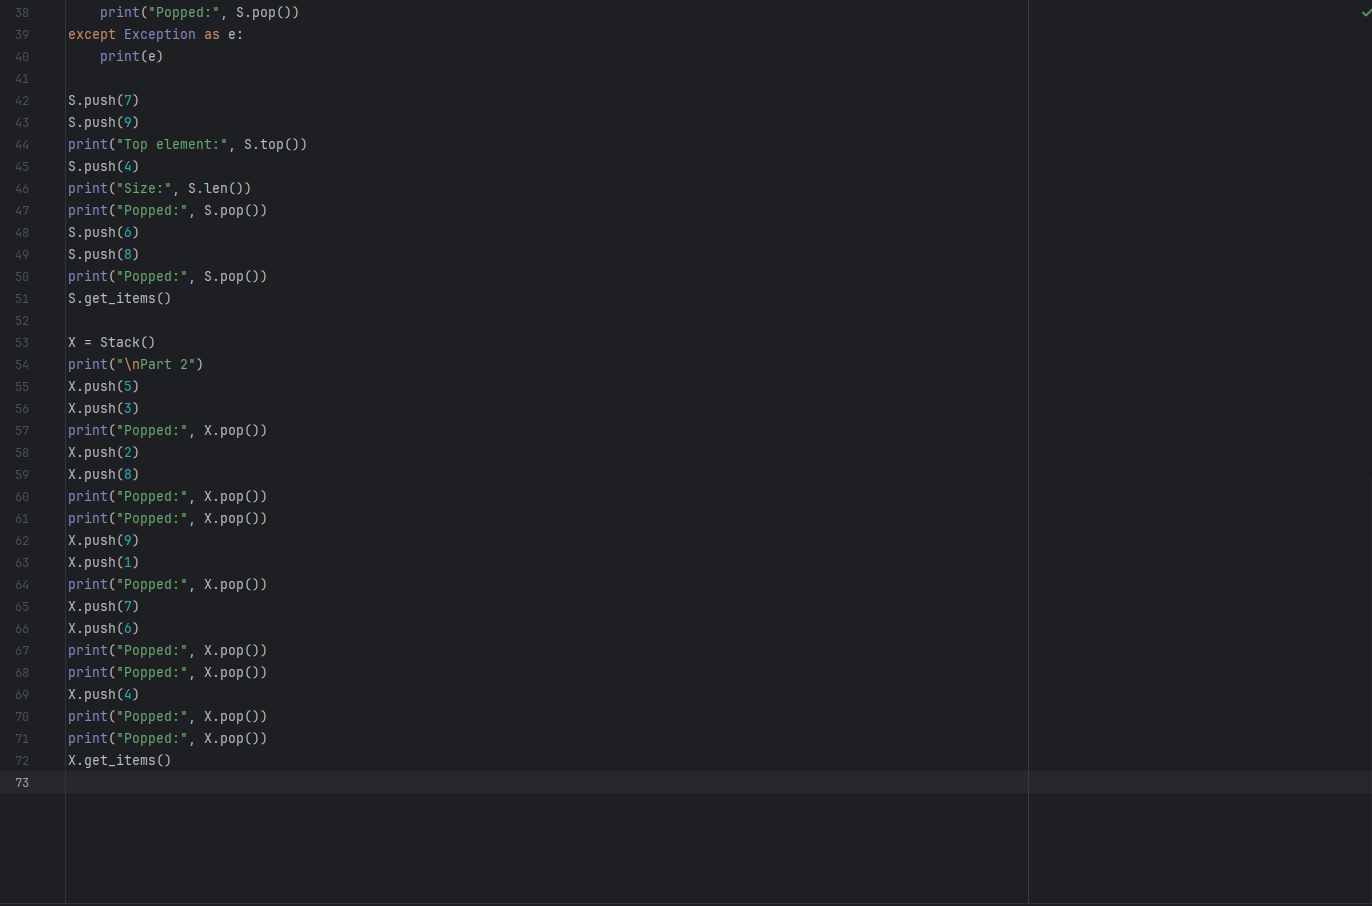 38 print("Popped:", S.pop())
39 except Exception as e:
40 print(e)
41
42 S.push(7)
43 S.push(9)
44 print("Top element:", S.top())
45 S.push(4)
46 print("Size:", S.len())
47 print("Popped:", S.pop())
48 S.push(6)
49 S.push(8)
50 print("Popped:", S.pop())
51 S.get_items()
52
53 X = Stack()
54 print("\nPart 2")
55 X.push(5)
56 X.push(3)
57 print("Popped:", X.pop())
58 X.push(2)
59 X.push(8)
60 print("Popped:", X.pop())
61 print("Popped:", X.pop())
62 X.push(9)
63 X.push(1)
64 print("Popped:", X.pop())
65 X.push(7)
66 X.push(6)
67 print("Popped:", X.pop())
68 print("Popped:", X.pop())
69 X.push(4)
70 print("Popped:", X.pop())
71 print("Popped:", X.pop())
72 X.get_items()
73